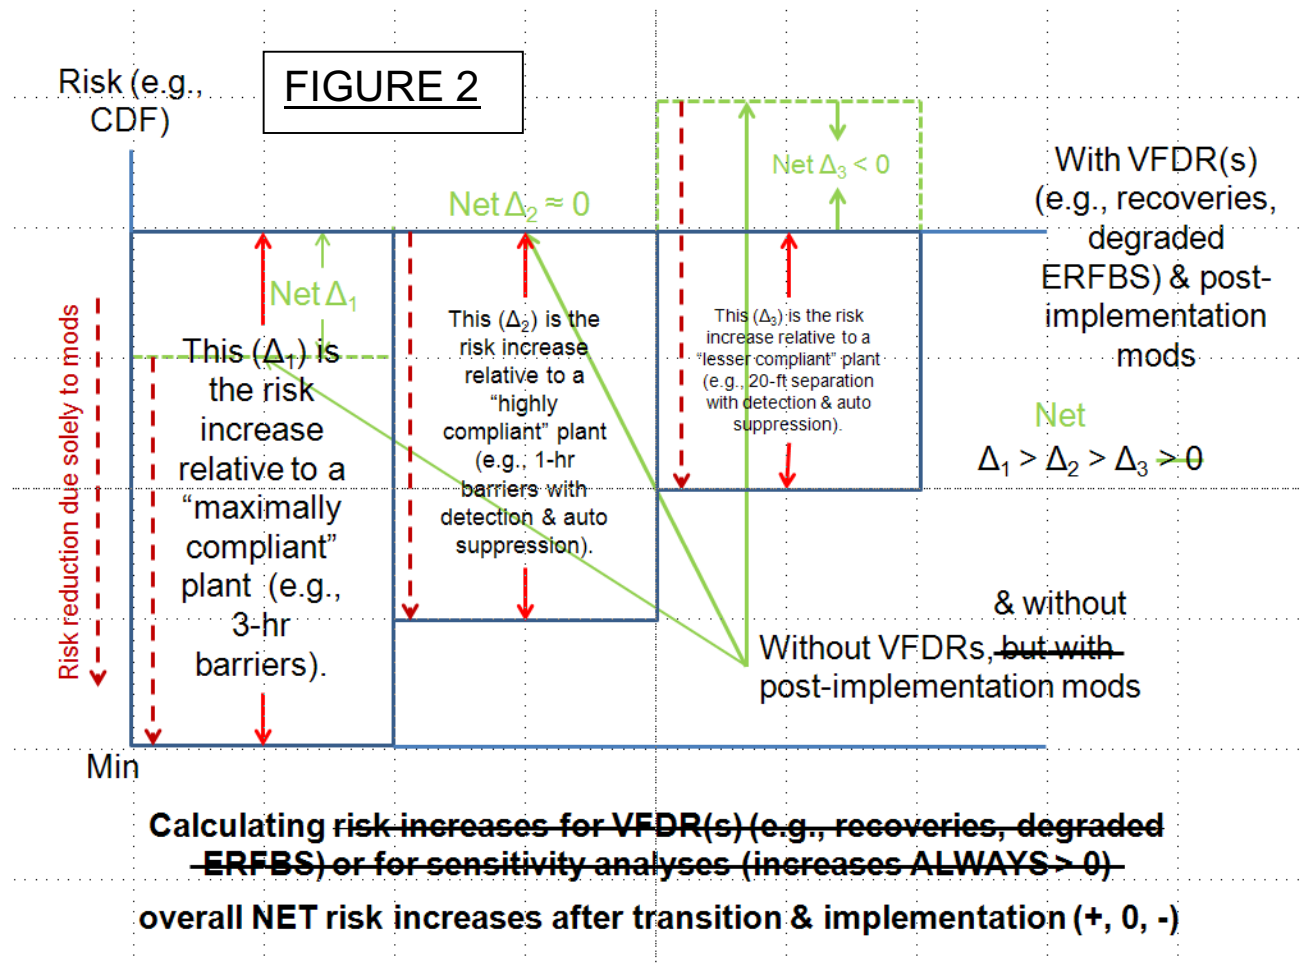 FIGURE 2
Risk (e.g.,
CDF)
Net Δ3 < 0
With VFDR(s)
(e.g., recoveries,
degraded
ERFBS) & post-
implementation
mods
Net Δ2 ≈ 0
Net Δ1
Risk reduction due solely to mods
This (Δ1) is
the risk
increase
relative to a
“maximally
compliant”
plant (e.g.,
3-hr
barriers).
This (Δ2) is the
risk increase
relative to a
“highly
compliant” plant
(e.g., 1-hr
barriers with
detection & auto
suppression).
This (Δ3) is the risk
increase relative to a
“lesser compliant” plant
(e.g., 20-ft separation
with detection & auto
suppression).
Net
Δ1 > Δ2 > Δ3 > 0
& without
Without VFDRs, but with
post-implementation mods
Min
Calculating risk increases for VFDR(s) (e.g., recoveries, degraded
ERFBS) or for sensitivity analyses (increases ALWAYS > 0)
overall NET risk increases after transition & implementation (+, 0, -)